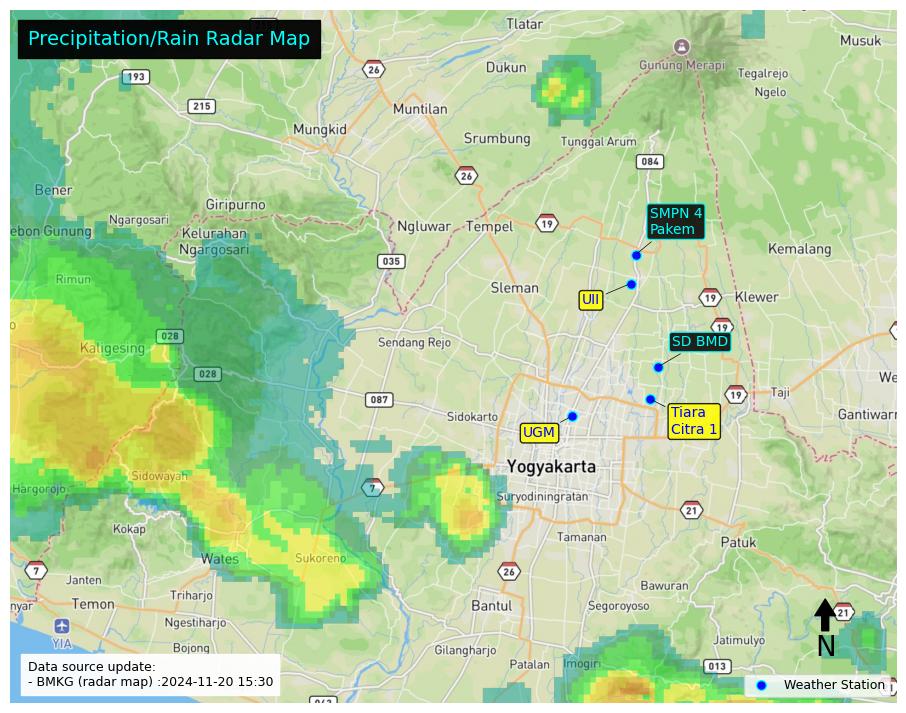 Precipitation/Rain Radar Map
Tlatar
Musuk
26
193
Dukun
Gunung Merapi
Tegalrejo
Ngelo
215
Muntilan
Mungkid
Srumbung
Tunggal Arum
084
26
Bener
Giripurno
SMPN 4
Pakem
Ngargosari
Ngluwar
Tempel
19
ebon Gunung
Kelurahan
Ngargosari
Kemalang
035
Rimun
Sleman
UII
19
Klewer
19
028
Sendang Rejo
SD BMD
Kaligesing
028
We
087
19
Taji
Sidokarto
Tiara
Citra 1
Gantiwarn
UGM
Yogyakarta
Sidowayah
Hargorojo
7
Suryodiningratan
21
Kokap
Tamanan
Patuk
Wates
Sukoreno
7
26
Janten
Bawuran
nyar
Temon
Triharjo
Bantul
Segoroyoso
21
Ngestiharjo
YIA
Jatimulyo
N
Bojong
Gilangharjo
Data source update:
- BMKG (radar map) :2024-11-20 15:30
Patalan
Imogiri
013
Weather Station